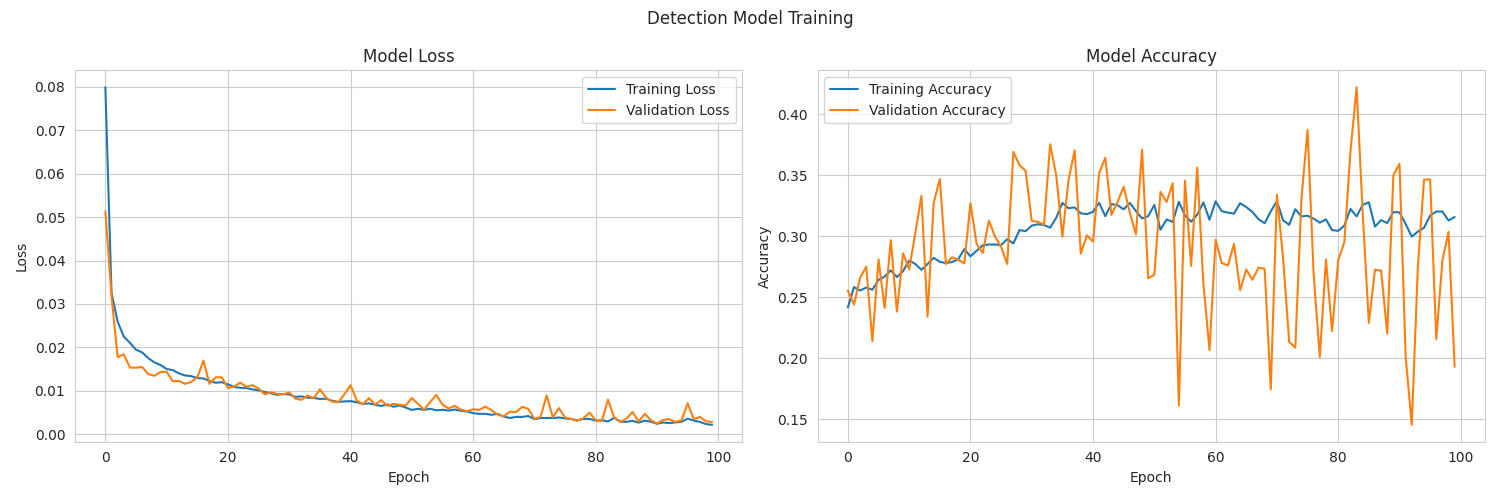 Detection Model Training
Model Loss
Training Loss
Validation Loss
0.08
0.07
0.06
0.05
0.04
0.03
0.02
0.01
0.00
Loss
0
20
40
60
80
100
Epoch
Model Accuracy
Training Accuracy
Validation Accuracy
0.40
0.35
0.30
0.25
0.20
0.15
Accuracy
0
20
40
60
80
100
Epoch